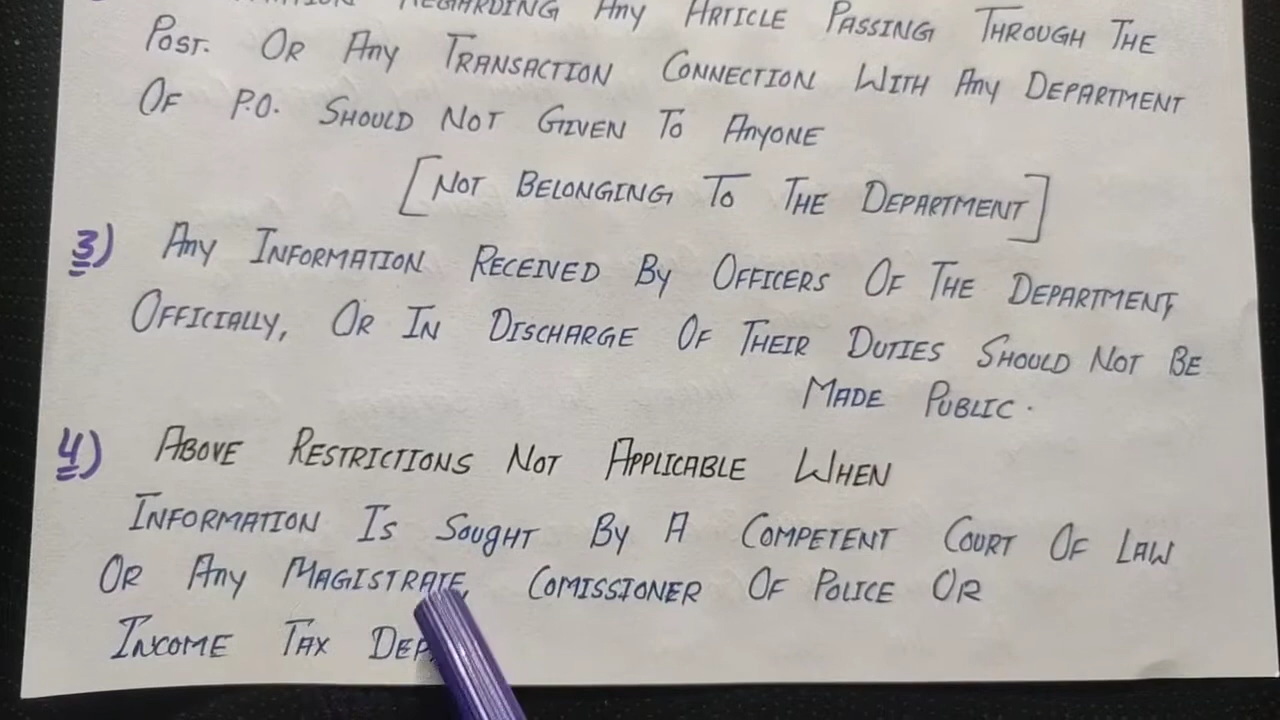 REGARDING Any ARTICLE PASSING THROUGH THE
POST. OR Any TRANSACTION CONNECTION WITH Any DEPARTMENT
OF P.O. SHOULD NOT GIVEN TO AnyONE
[NOT BELONGING TO THE DEPARTMENT]
3) Any INFORMATION RECEIVED By OFFICERS OF THE DEPARTMENT,
OFFICIALLY, OR IN DISCHARGE OF THEIR DUTIES SHOULD NOT BE
MADE PUBLIC.
4) ABOVE RESTRICTIONS NOT APPLICABLE WHEN
INFORMATION IS SOUGHT By A COMPETENT COURT OF LAW
OR Any MAGISTRATE, COMISSIONER OF POLICE OR
INCOME TAX